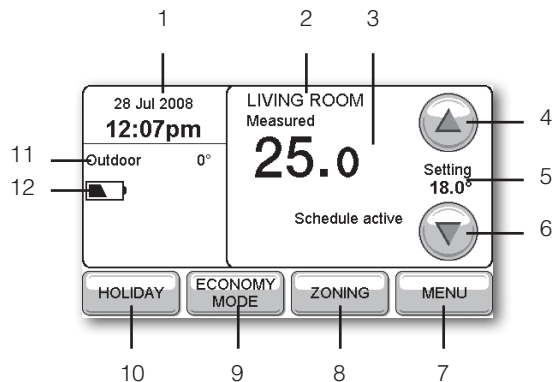 1
2
3
28 Jul 2008
12:07pm
Outdoor 0°
LIVING ROOM
Measured
25.0
Setting
18.0°
Schedule active
HOLIDAY
ECONOMY
MODE
ZONING
MENU
4
5
6
11
12
10
9
8
7